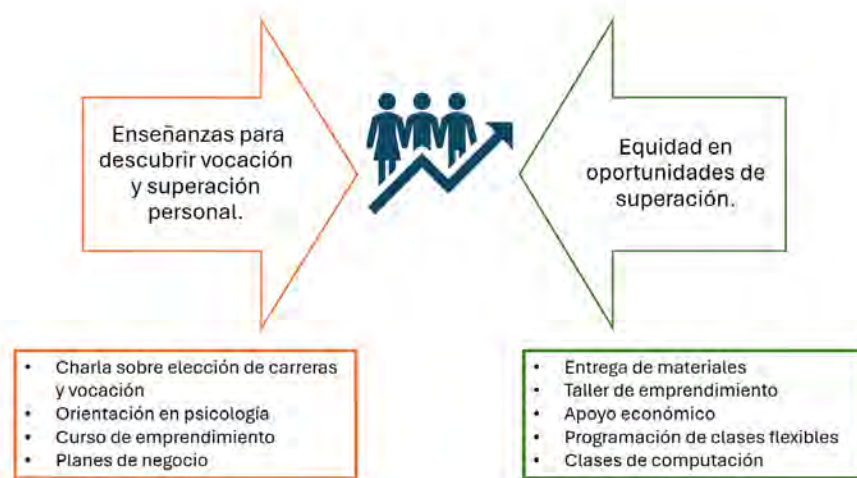 Enseñanzas para
descubrir vocación
y superación
personal.
Equidad en
oportunidades de
superación.
• Charla sobre elección de carreras
y vocación
• Orientación en psicología
• Curso de emprendimiento
• Planes de negocio
• Entrega de materiales
• Taller de emprendimiento
• Apoyo económico
• Programación de clases flexibles
• Clases de computación